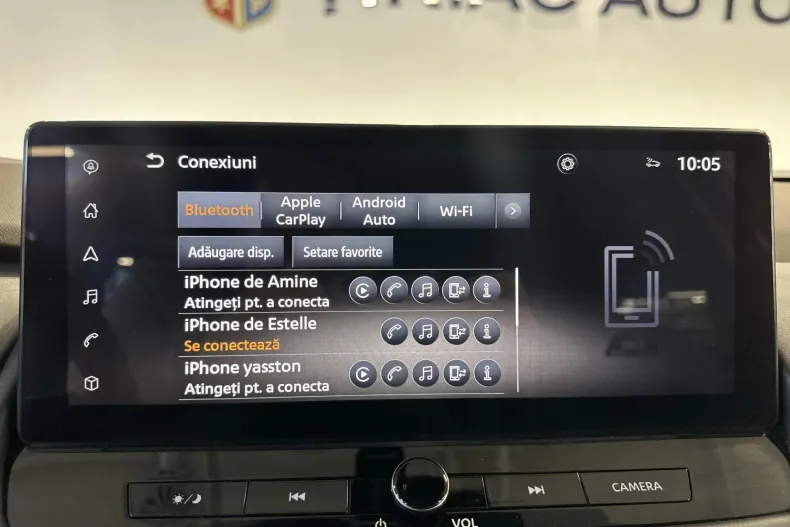 AUTO
Conexiuni
10:05
Bluetooth
Apple CarPlay
Android Auto
Wi-Fi
Adăugare disp.
Setare favorite
iPhone de Amine
Atingeți pt. a conecta
iPhone de Estelle
Se conectează
iPhone yasston
Atingeți pt. a conecta
CAMERA
VOL